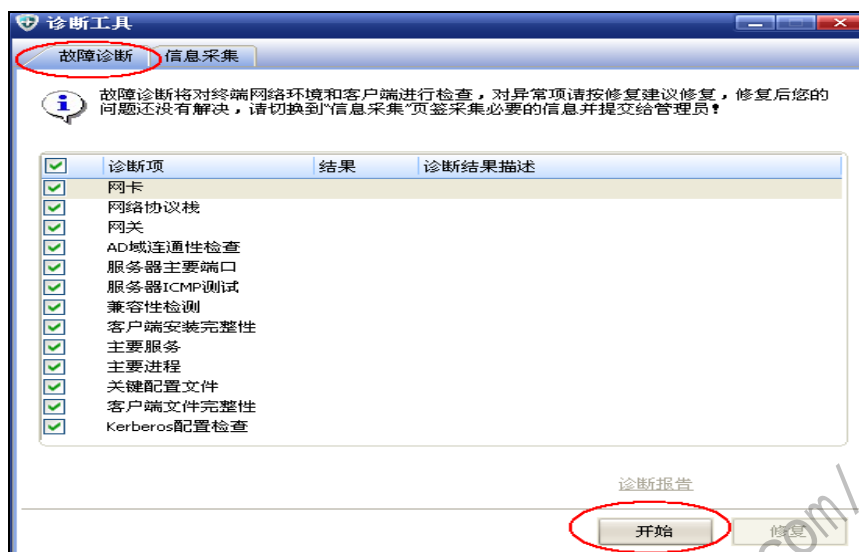 诊断工具
故障诊断 信息采集
故障诊断将对终端网络环境和客户端进行检查，对异常项请按修复建议修复，修复后您的
问题还没有解决，请切换到“信息采集”页签采集必要的信息并提交给管理员！
诊断项 结果 诊断结果描述
网卡
网络协议栈
网关
AD域连通性检查
服务器主要端口
服务器ICMP测试
兼容性检测
客户端安装完整性
主要服务
主要进程
关键配置文件
客户端文件完整性
Kerberos配置检查
诊断报告
开始 修复
com/